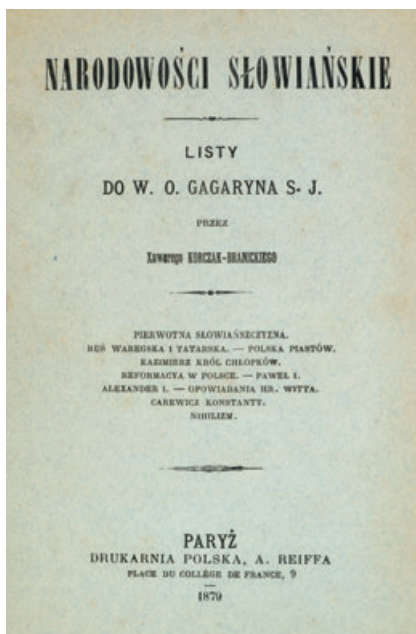 NARODOWOŚCI SŁOWIAŃSKIE
LISTY
DO W. O. GAGARYNA S. J.
PRZEZ
Xawerego KORCZAK-BRANICKIEGO
PIERWOTNA SŁOWIAŃSZCZYZNA.
RUŚ WAREGSKA I TATARSKA. — POLSKA PIASTÓW.
KAZIMIERZ KRÓL CHŁOPKÓW.
REFORMACYA W POLSCE. — PAWEŁ I.
ALEXANDER I. — OPOWIADANIA HR. WITTA.
CAREWICZ KONSTANTY.
NIHILIZM.
PARYŻ
DRUKARNIA POLSKA, A. REIFFA
PLACE DU COLLÉGE DE FRANCE, 9
1879